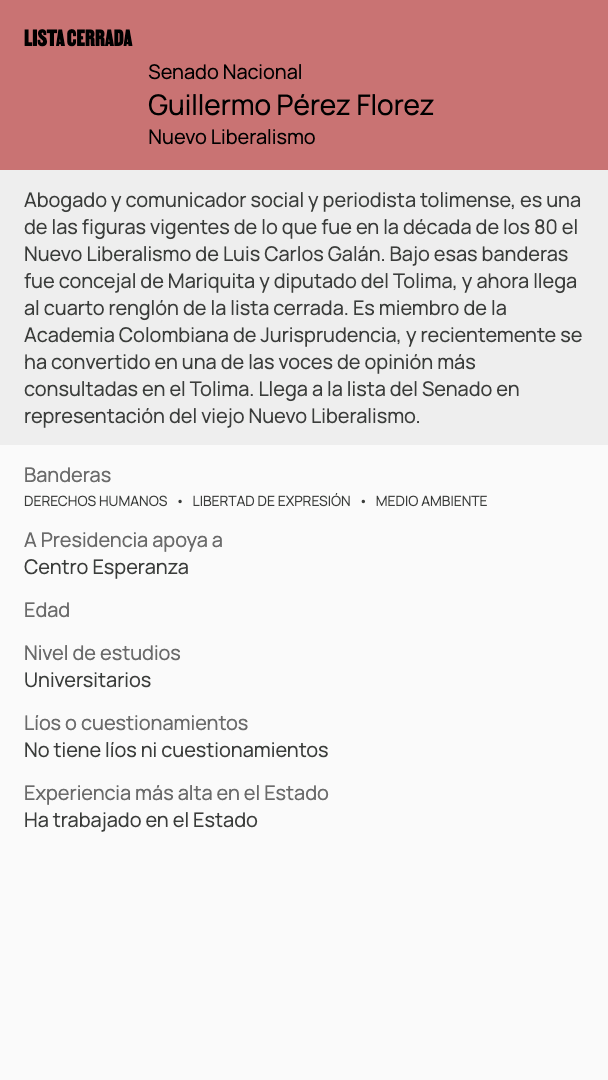 LISTA CERRADA
Senado Nacional
Guillermo Pérez Florez
Nuevo Liberalismo
Abogado y comunicador social y periodista tolimense, es una
de las figuras vigentes de lo que fue en la década de los 80 el
Nuevo Liberalismo de Luis Carlos Galán. Bajo esas banderas
fue concejal de Mariquita y diputado del Tolima, y ahora llega
al cuarto renglón de la lista cerrada. Es miembro de la
Academia Colombiana de Jurisprudencia, y recientemente se
ha convertido en una de las voces de opinión más
consultadas en el Tolima. Llega a la lista del Senado en
representación del viejo Nuevo Liberalismo.
Banderas
DERECHOS HUMANOS • LIBERTAD DE EXPRESIÓN • MEDIO AMBIENTE
A Presidencia apoya a
Centro Esperanza
Edad
Nivel de estudios
Universitarios
Líos o cuestionamientos
No tiene líos ni cuestionamientos
Experiencia más alta en el Estado
Ha trabajado en el Estado